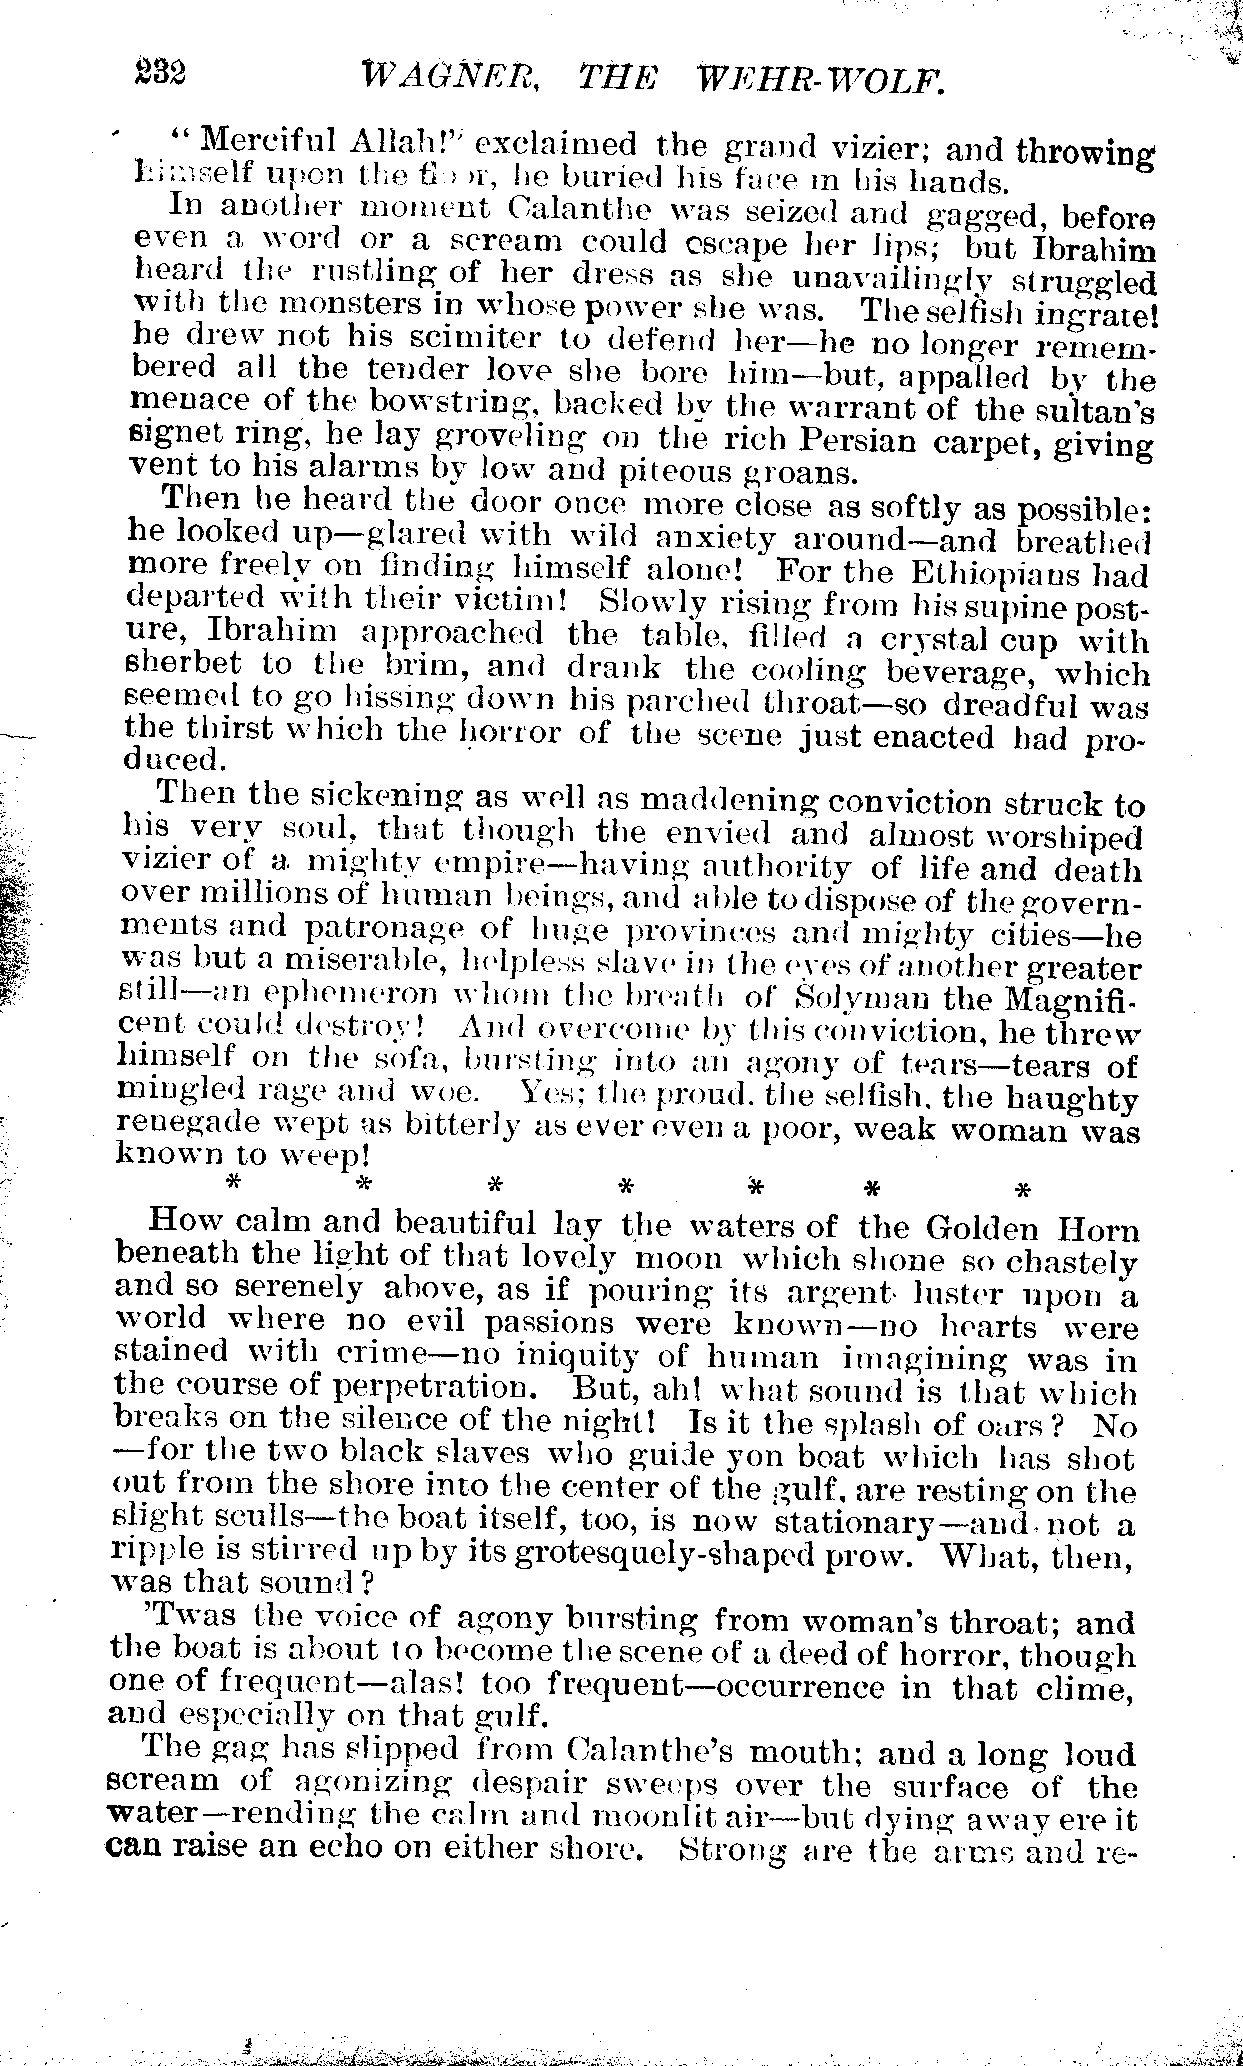 232 WAGNER, THE WEHR-WOLF.
“Merciful Allah!” exclaimed the grand vizier; and throwing
himself upon the floor, he buried his face in his hands.
In another moment Calanthe was seized and gagged, before
even a word or a scream could escape her lips; but Ibrahim
heard the rustling of her dress as she unavailingly struggled
with the monsters in whose power she was. The selfish ingrate!
he drew not his scimiter to defend her—he no longer remem-
bered all the tender love she bore him—but, appalled by the
menace of the bowstring, backed by the warrant of the sultan's
signet ring, he lay groveling on the rich Persian carpet, giving
vent to his alarms by low and piteous groans.
Then he heard the door once more close as softly as possible:
he looked up—glared with wild anxiety around—and breathed
more freely on finding himself alone! For the Ethiopians had
departed with their victim! Slowly rising from his supine post-
ure, Ibrahim approached the table, filled a crystal cup with
sherbet to the brim, and drank the cooling beverage, which
seemed to go hissing down his parched throat—so dreadful was
the thirst which the horror of the scene just enacted had pro-
duced.
Then the sickening as well as maddening conviction struck to
his very soul, that though the envied and almost worshiped
vizier of a mighty empire—having authority of life and death
over millions of human beings, and able to dispose of the govern-
ments and patronage of huge provinces and mighty cities—he
was but a miserable, helpless slave in the eyes of another greater
still—an ephemeron whom the breath of Solyman the Magnifi-
cent could destroy! And overcome by this conviction, he threw
himself on the sofa, bursting into an agony of tears—tears of
mingled rage and woe. Yes; the proud. the selfish, the haughty
renegade wept as bitterly as ever even a poor, weak woman was
known to weep!
* * * * * * *
How calm and beautiful lay the waters of the Golden Horn
beneath the light of that lovely moon which shone so chastely
and so serenely above, as if pouring its argent luster upon a
world where no evil passions were known—no hearts were
stained with crime—no iniquity of human imagining was in
the course of perpetration. But, ah! what sound is that which
breaks on the silence of the night! Is it the splash of oars? No
—for the two black slaves who guide yon boat which has shot
out from the shore into the center of the gulf, are resting on the
slight sculls—the boat itself, too, is now stationary—and not a
ripple is stirred up by its grotesquely-shaped prow. What, then,
was that sound?
'Twas the voice of agony bursting from woman's throat; and
the boat is about to become the scene of a deed of horror, though
one of frequent—alas! too frequent—occurrence in that clime,
and especially on that gulf.
The gag has slipped from Calanthe's mouth; and a long loud
scream of agonizing despair sweeps over the surface of the
water—rending the calm and moonlit air—but dying away ere it
can raise an echo on either shore. Strong are the arms and re-